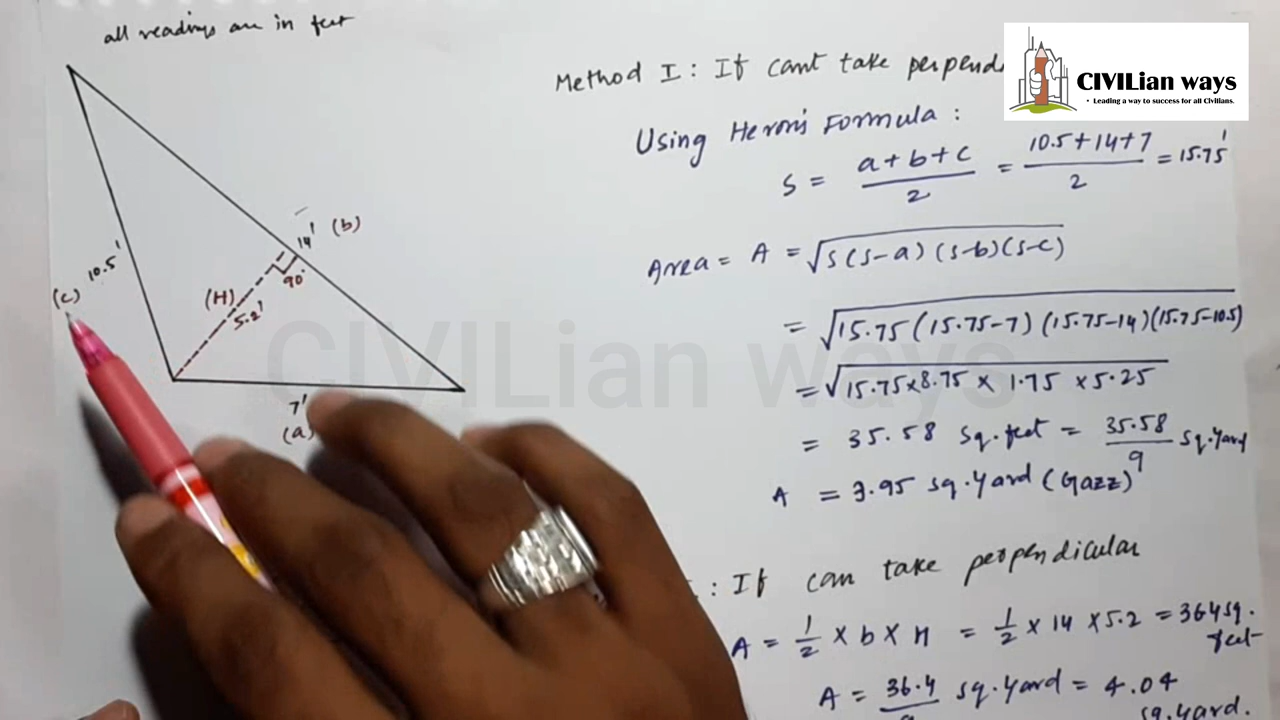 all readings are in feet
CIVILian ways
• Leading a way to success for all Civilians.
Method I : If cant take
Using Heron's Formula :
S = a+b+c / 2 = 10.5+14+7 / 2 = 15.75'
Area = A = √S(S-a)(S-b)(S-c)
= √15.75(15.75-7)(15.75-14)(15.75-10.5)
= √15.75×8.75 × 1.75 ×5.25
= 35.58 Sq.feet = 35.58 / 9 Sq.Yard
A = 3.95 Sq.Yard (Gazz)
14' (b)
90°
10.5'
(c)
(H)
5.2'
7'
(a)
CIVILian ways
: If can take perpendicular
A = 1/2 × b × H = 1/2 × 14 × 5.2 = 364 sq.
feet
A = 36.4 sq.Yard = 4.04
sq.yard.